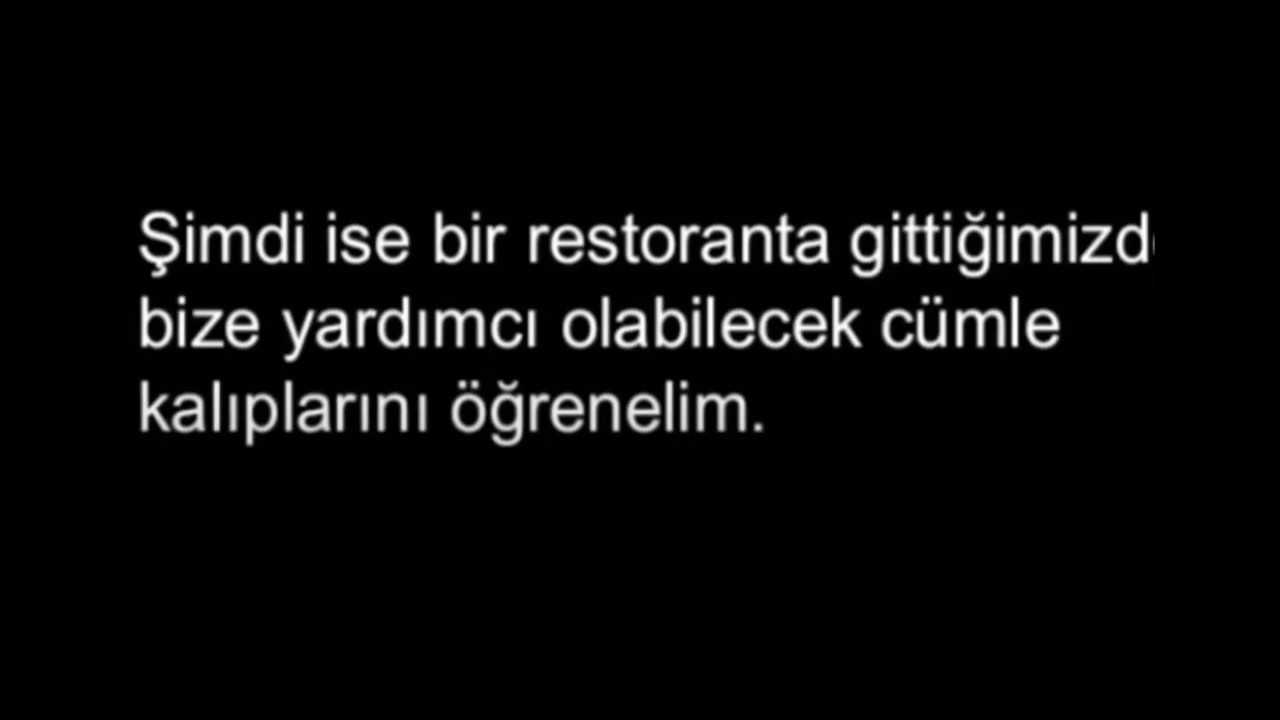 Şimdi ise bir restoranta gittiğimizd
bize yardımcı olabilecek cümle
kalıplarını öğrenelim.